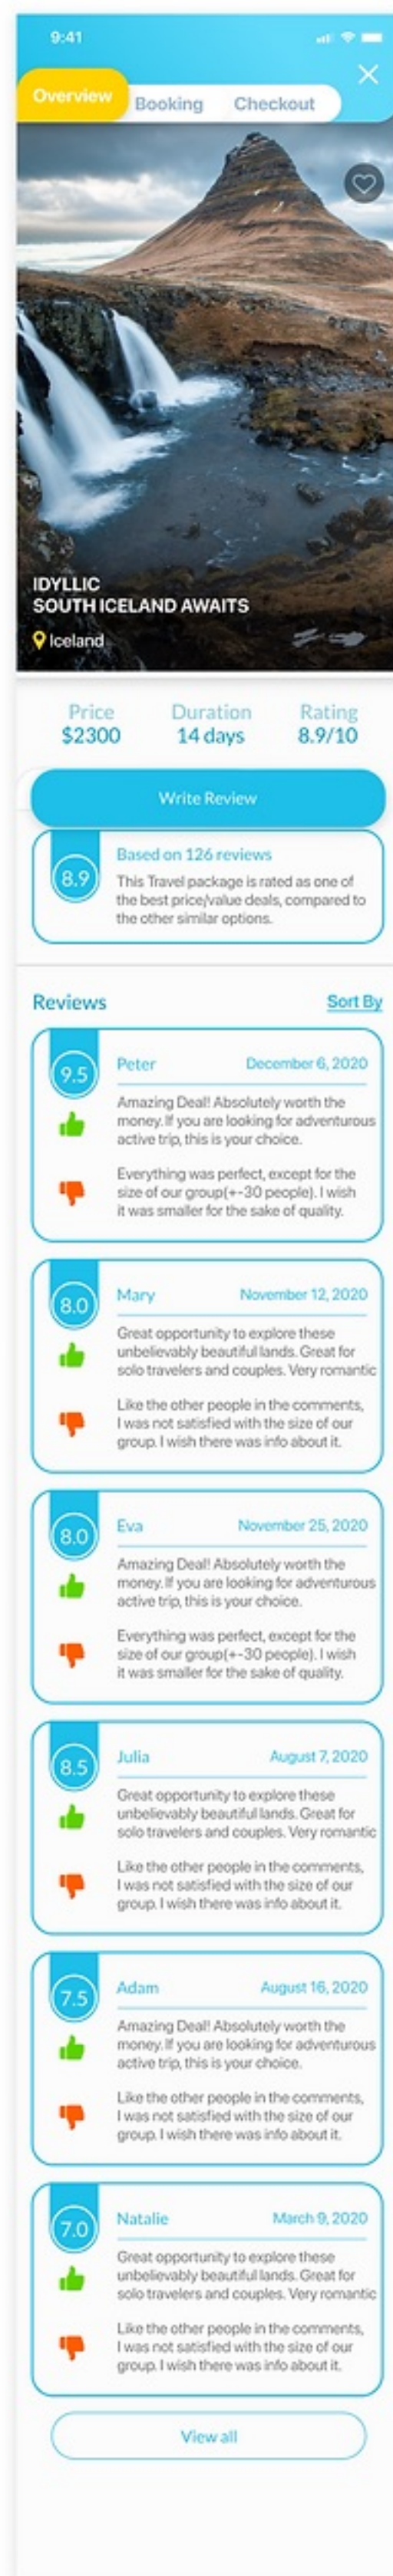 9:41
Overview
Booking
Checkout
IDYLLIC
SOUTH ICELAND AWAITS
Iceland
Price
Duration
Rating
$2300
14 days
8.9/10
Write Review
8.9
Based on 126 reviews
This Travel package is rated as one of
the best price/value deals, compared to
the other similar options.
Reviews
Sort By
9.5
Peter
December 6, 2020
Amazing Deal! Absolutely worth the
money. If you are looking for adventurous
active trip, this is your choice.
Everything was perfect, except for the
size of our group(+-30 people). I wish
it was smaller for the sake of quality.
8.0
Mary
November 12, 2020
Great opportunity to explore these
unbelievably beautiful lands. Great for
solo travelers and couples. Very romantic
Like the other people in the comments,
I was not satisfied with the size of our
group. I wish there was info about it.
8.0
Eva
November 25, 2020
Amazing Deal! Absolutely worth the
money. If you are looking for adventurous
active trip, this is your choice.
Everything was perfect, except for the
size of our group(+-30 people). I wish
it was smaller for the sake of quality.
8.5
Julia
August 7, 2020
Great opportunity to explore these
unbelievably beautiful lands. Great for
solo travelers and couples. Very romantic
Like the other people in the comments,
I was not satisfied with the size of our
group. I wish there was info about it.
7.5
Adam
August 16, 2020
Amazing Deal! Absolutely worth the
money. If you are looking for adventurous
active trip, this is your choice.
Like the other people in the comments,
I was not satisfied with the size of our
group. I wish there was info about it.
7.0
Natalie
March 9, 2020
Great opportunity to explore these
unbelievably beautiful lands. Great for
solo travelers and couples. Very romantic
Like the other people in the comments,
I was not satisfied with the size of our
group. I wish there was info about it.
View all